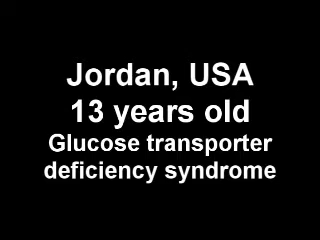 Jordan, USA
13 years old
Glucose transporter
deficiency syndrome